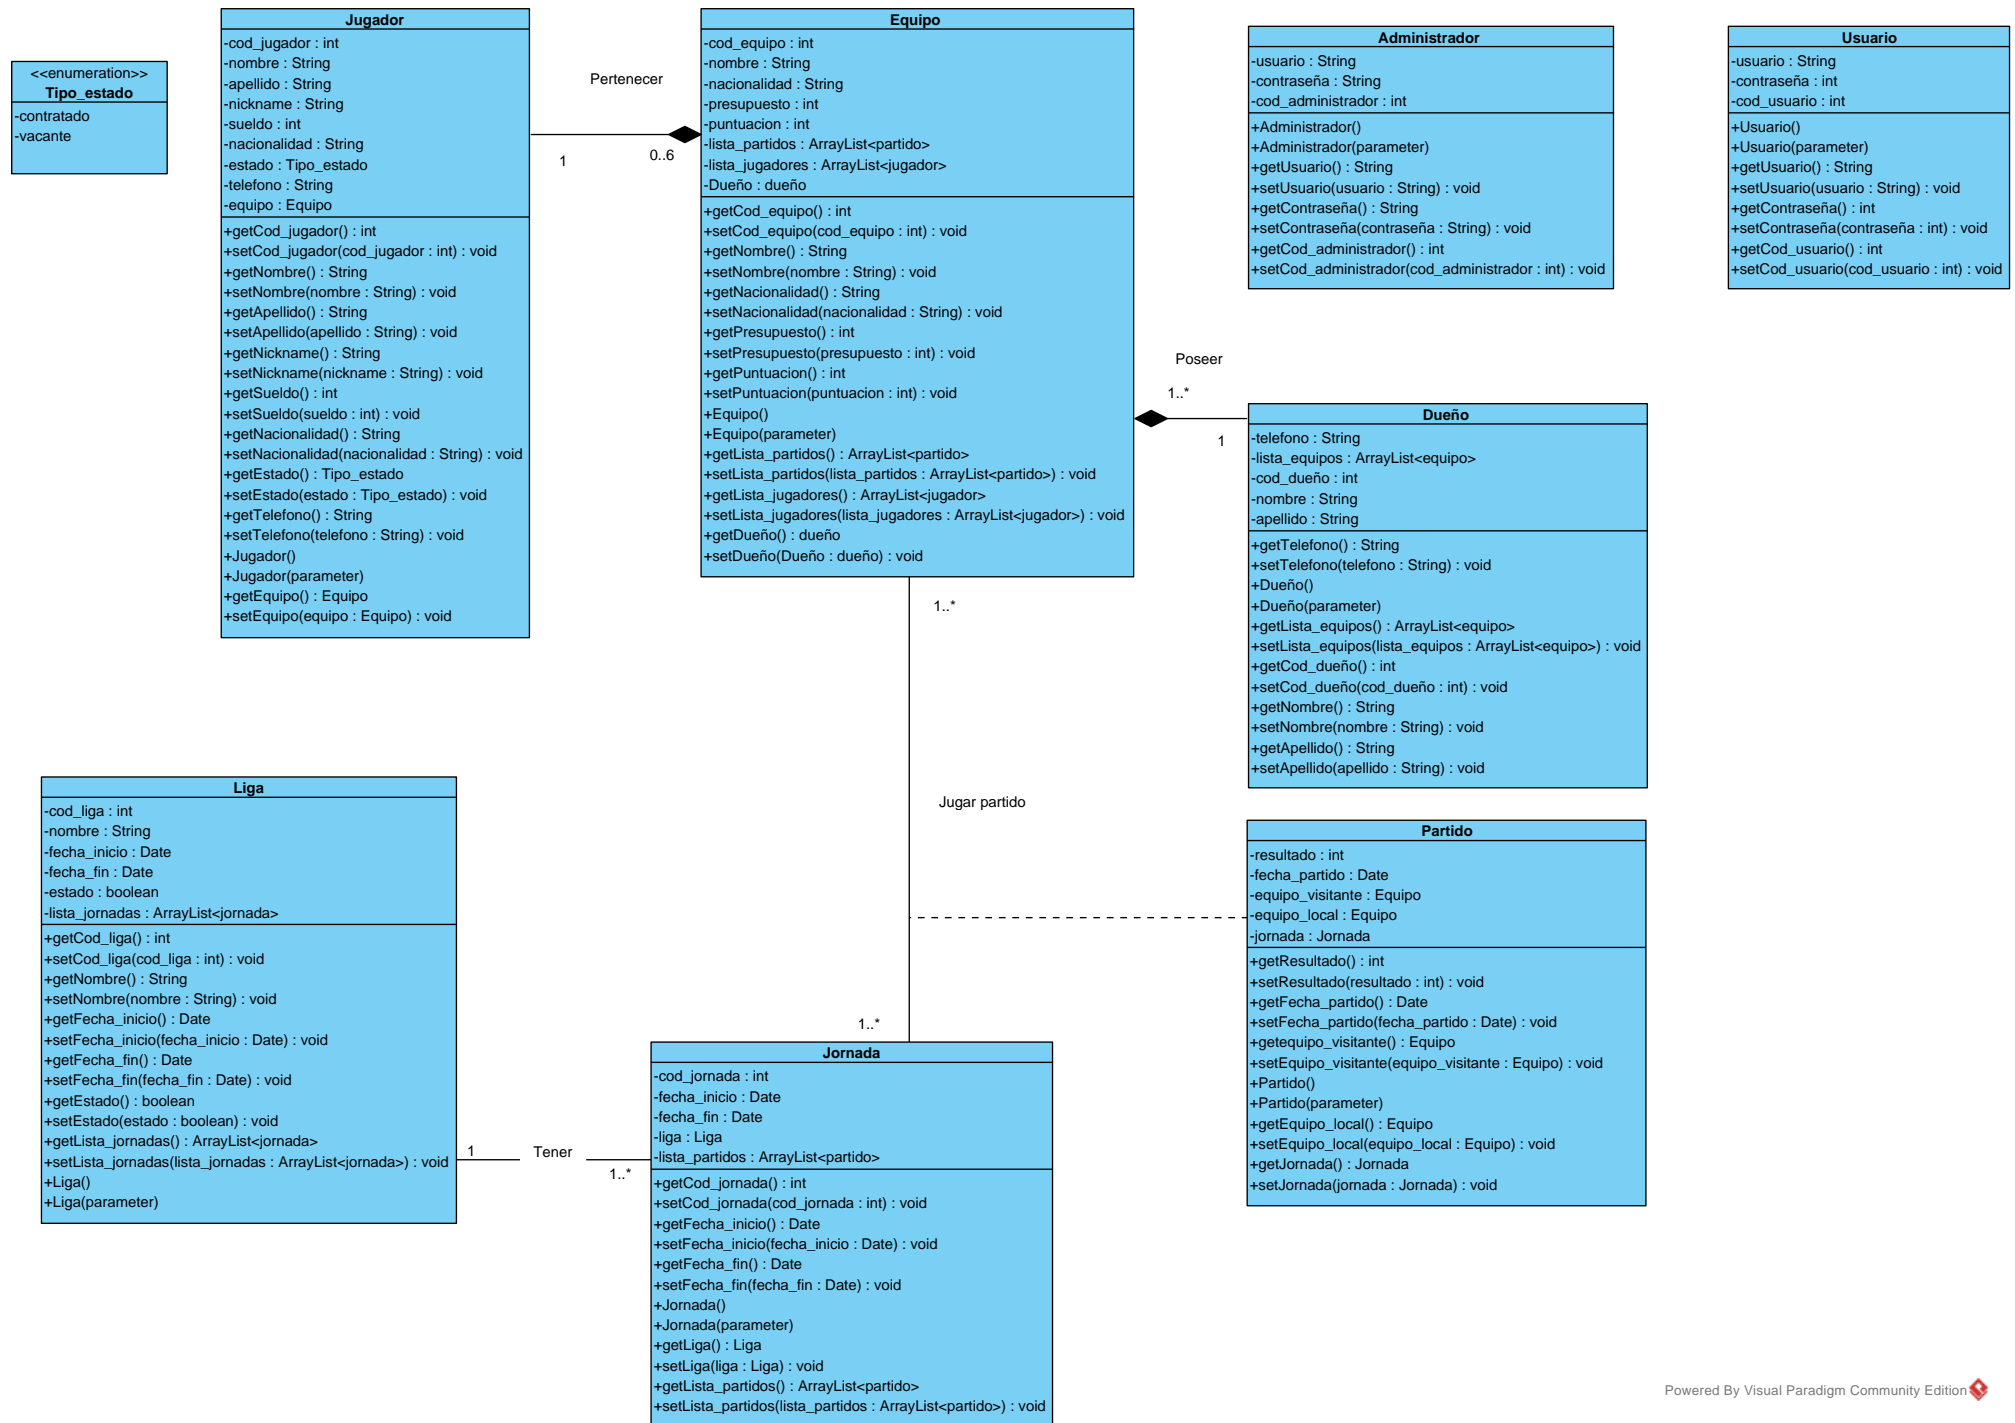 <<enumeration>>
Tipo_estado
-contratado
-vacante
Jugador
-cod_jugador : int
-nombre : String
-apellido : String
-nickname : String
-sueldo : int
-nacionalidad : String
-estado : Tipo_estado
-telefono : String
-equipo : Equipo
+getCod_jugador() : int
+setCod_jugador(cod_jugador : int) : void
+getNombre() : String
+setNombre(nombre : String) : void
+getApellido() : String
+setApellido(apellido : String) : void
+getNickname() : String
+setNickname(nickname : String) : void
+getSueldo() : int
+setSueldo(sueldo : int) : void
+getNacionalidad() : String
+setNacionalidad(nacionalidad : String) : void
+getEstado() : Tipo_estado
+setEstado(estado : Tipo_estado) : void
+getTelefono() : String
+setTelefono(telefono : String) : void
+Jugador()
+Jugador(parameter)
+getEquipo() : Equipo
+setEquipo(equipo : Equipo) : void
Pertenecer
1
0..6
Equipo
-cod_equipo : int
-nombre : String
-nacionalidad : String
-presupuesto : int
-puntuacion : int
-lista_partidos : ArrayList<partido>
-lista_jugadores : ArrayList<jugador>
-Dueño : dueño
+getCod_equipo() : int
+setCod_equipo(cod_equipo : int) : void
+getNombre() : String
+setNombre(nombre : String) : void
+getNacionalidad() : String
+setNacionalidad(nacionalidad : String) : void
+getPresupuesto() : int
+setPresupuesto(presupuesto : int) : void
+getPuntuacion() : int
+setPuntuacion(puntuacion : int) : void
+Equipo()
+Equipo(parameter)
+getLista_partidos() : ArrayList<partido>
+setLista_partidos(lista_partidos : ArrayList<partido>) : void
+getLista_jugadores() : ArrayList<jugador>
+setLista_jugadores(lista_jugadores : ArrayList<jugador>) : void
+getDueño() : dueño
+setDueño(Dueño : dueño) : void
Administrador
-usuario : String
-contraseña : String
-cod_administrador : int
+Administrador()
+Administrador(parameter)
+getUsuario() : String
+setUsuario(usuario : String) : void
+getContraseña() : String
+setContraseña(contraseña : String) : void
+getCod_administrador() : int
+setCod_administrador(cod_administrador : int) : void
Usuario
-usuario : String
-contraseña : int
-cod_usuario : int
+Usuario()
+Usuario(parameter)
+getUsuario() : String
+setUsuario(usuario : String) : void
+getContraseña() : int
+setContraseña(contraseña : int) : void
+getCod_usuario() : int
+setCod_usuario(cod_usuario : int) : void
Poseer
1..*
1
Dueño
-telefono : String
-lista_equipos : ArrayList<equipo>
-cod_dueño : int
-nombre : String
-apellido : String
+getTelefono() : String
+setTelefono(telefono : String) : void
+Dueño()
+Dueño(parameter)
+getLista_equipos() : ArrayList<equipo>
+setLista_equipos(lista_equipos : ArrayList<equipo>) : void
+getCod_dueño() : int
+setCod_dueño(cod_dueño : int) : void
+getNombre() : String
+setNombre(nombre : String) : void
+getApellido() : String
+setApellido(apellido : String) : void
1..*
Jugar partido
1..*
Liga
-cod_liga : int
-nombre : String
-fecha_inicio : Date
-fecha_fin : Date
-estado : boolean
-lista_jornadas : ArrayList<jornada>
+getCod_liga() : int
+setCod_liga(cod_liga : int) : void
+getNombre() : String
+setNombre(nombre : String) : void
+getFecha_inicio() : Date
+setFecha_inicio(fecha_inicio : Date) : void
+getFecha_fin() : Date
+setFecha_fin(fecha_fin : Date) : void
+getEstado() : boolean
+setEstado(estado : boolean) : void
+getLista_jornadas() : ArrayList<jornada>
+setLista_jornadas(lista_jornadas : ArrayList<jornada>) : void
+Liga()
+Liga(parameter)
1
Tener
1..*
Jornada
-cod_jornada : int
-fecha_inicio : Date
-fecha_fin : Date
-liga : Liga
-lista_partidos : ArrayList<partido>
+getCod_jornada() : int
+setCod_jornada(cod_jornada : int) : void
+getFecha_inicio() : Date
+setFecha_inicio(fecha_inicio : Date) : void
+getFecha_fin() : Date
+setFecha_fin(fecha_fin : Date) : void
+Jornada()
+Jornada(parameter)
+getLiga() : Liga
+setLiga(liga : Liga) : void
+getLista_partidos() : ArrayList<partido>
+setLista_partidos(lista_partidos : ArrayList<partido>) : void
Partido
-resultado : int
-fecha_partido : Date
-equipo_visitante : Equipo
-equipo_local : Equipo
-jornada : Jornada
+getResultado() : int
+setResultado(resultado : int) : void
+getFecha_partido() : Date
+setFecha_partido(fecha_partido : Date) : void
+getequipo_visitante() : Equipo
+setEquipo_visitante(equipo_visitante : Equipo) : void
+Partido()
+Partido(parameter)
+getEquipo_local() : Equipo
+setEquipo_local(equipo_local : Equipo) : void
+getJornada() : Jornada
+setJornada(jornada : Jornada) : void
Powered By Visual Paradigm Community Edition